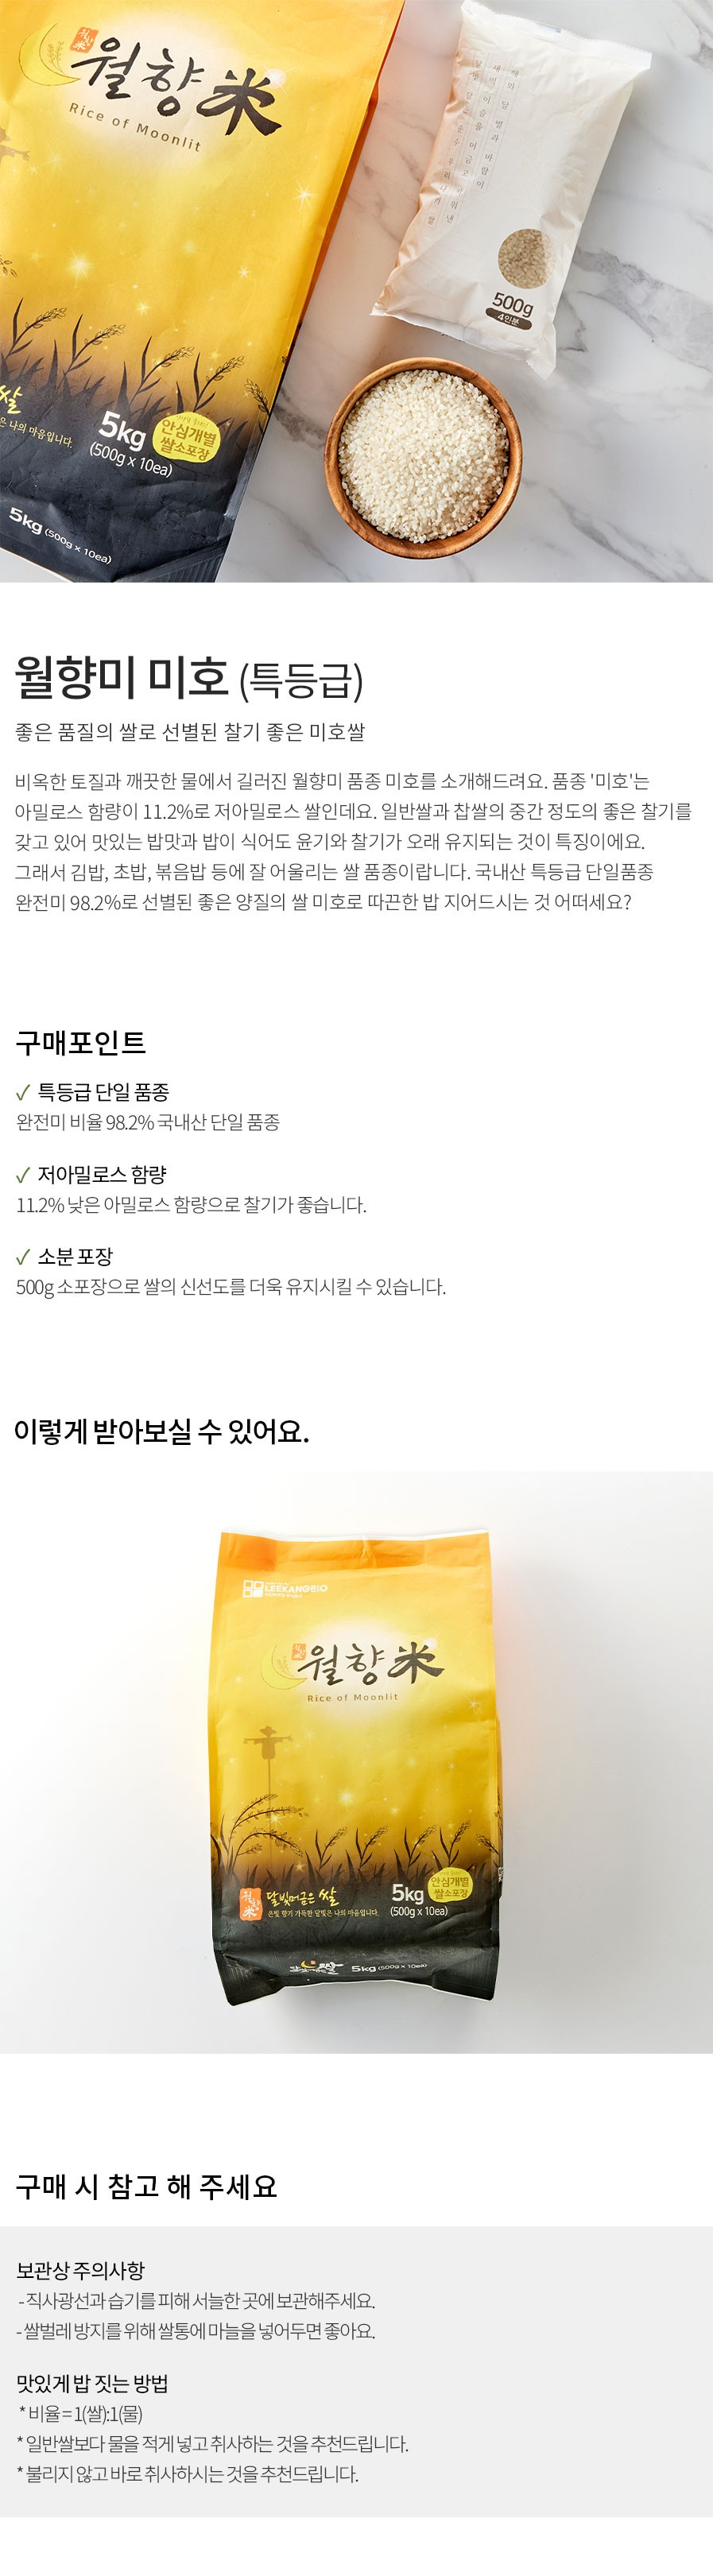 월향米
Rice of Moonlit
500g
4인분
쌀
은 나의 마음입니다.
5kg
(500g x 10ea)
안심개별
쌀소포장
5kg (500g x 10ea)
월향미 미호 (특등급)
좋은 품질의 쌀로 선별된 찰기 좋은 미호쌀
비옥한 토질과 깨끗한 물에서 길러진 월향미 품종 미호를 소개해드려요. 품종 '미호'는
아밀로스 함량이 11.2%로 저아밀로스 쌀인데요. 일반쌀과 찹쌀의 중간 정도의 좋은 찰기를
갖고 있어 맛있는 밥맛과 밥이 식어도 윤기와 찰기가 오래 유지되는 것이 특징이에요.
그래서 김밥, 초밥, 볶음밥 등에 잘 어울리는 쌀 품종이랍니다. 국내산 특등급 단일품종
완전미 98.2%로 선별된 좋은 양질의 쌀 미호로 따끈한 밥 지어드시는 것 어떠세요?
구매포인트
✓ 특등급 단일 품종
완전미 비율 98.2% 국내산 단일 품종
✓ 저아밀로스 함량
11.2% 낮은 아밀로스 함량으로 찰기가 좋습니다.
✓ 소분 포장
500g 소포장으로 쌀의 신선도를 더욱 유지시킬 수 있습니다.
이렇게 받아보실 수 있어요.
LEEKANGBIO
월향米
Rice of Moonlit
월향米
달빛머금은 쌀
은빛 향기 가득한 달빛은 나의 마음입니다.
5kg
(500g x 10ea)
안심개별
쌀소포장
5kg (500g x 10ea)
구매 시 참고 해 주세요
보관상 주의사항
- 직사광선과 습기를 피해 서늘한 곳에 보관해주세요.
- 쌀벌레 방지를 위해 쌀통에 마늘을 넣어두면 좋아요.
맛있게 밥 짓는 방법
* 비율 = 1(쌀):1(물)
* 일반쌀보다 물을 적게 넣고 취사하는 것을 추천드립니다.
* 불리지 않고 바로 취사하시는 것을 추천드립니다.